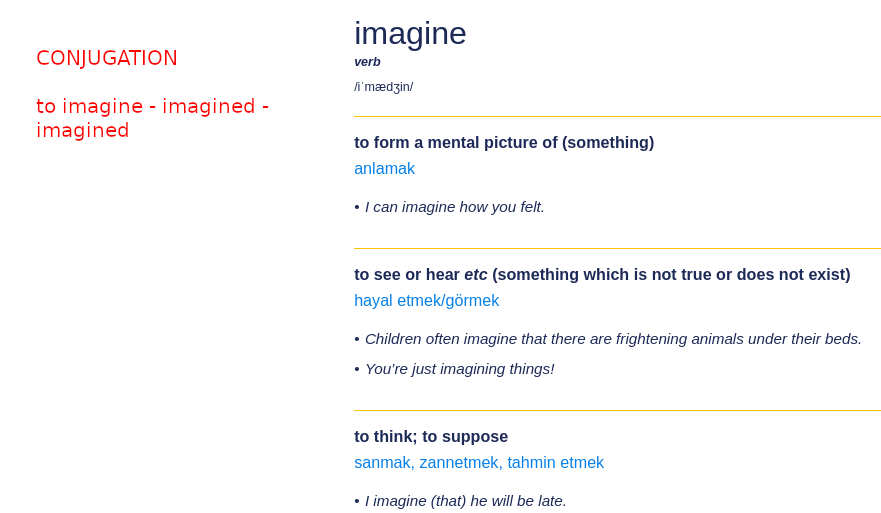 CONJUGATION
to imagine - imagined -
imagined
imagine
verb
/iˈmædʒin/
to form a mental picture of (something)
anlamak
• I can imagine how you felt.
to see or hear etc (something which is not true or does not exist)
hayal etmek/görmek
• Children often imagine that there are frightening animals under their beds.
• You’re just imagining things!
to think; to suppose
sanmak, zannetmek, tahmin etmek
• I imagine (that) he will be late.